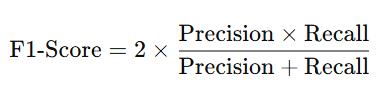 F1-Score = 2 × Precision × Recall / Precision + Recall